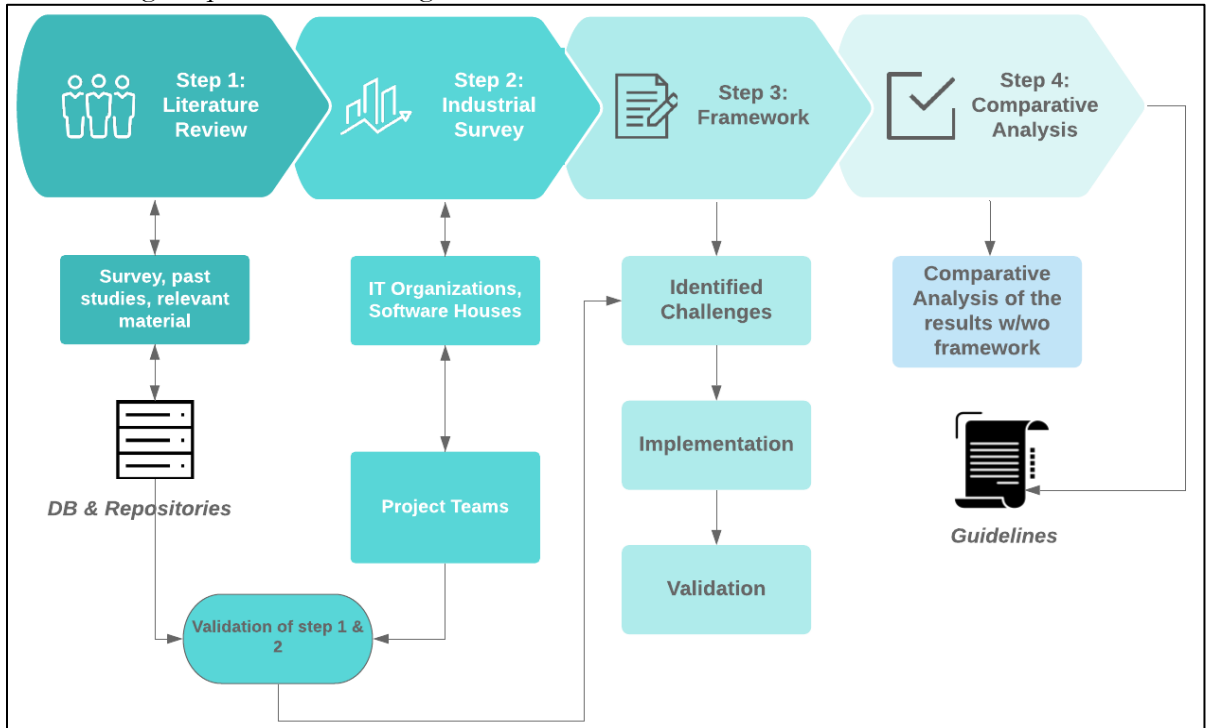 Step 1:
Literature
Review
Step 2:
Industrial
Survey
Step 3:
Framework
Step 4:
Comparative
Analysis
Survey, past
studies, relevant
material
IT Organizations,
Software Houses
Identified
Challenges
Comparative
Analysis of the
results w/wo
framework
DB & Repositories
Project Teams
Implementation
Guidelines
Validation
Validation of step 1 &
2